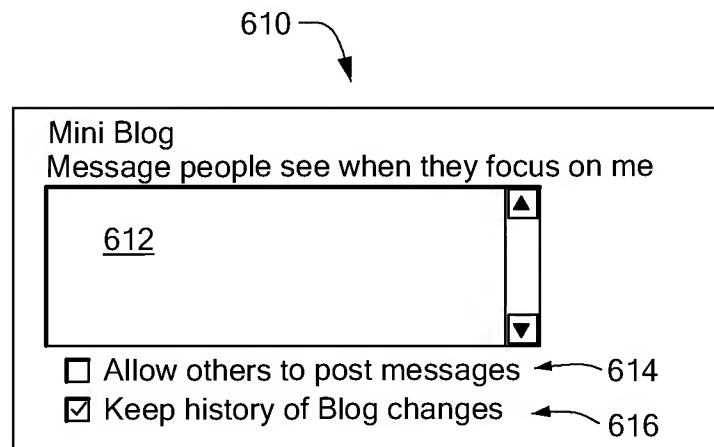 610
Mini Blog
Message people see when they focus on me
612
Allow others to post messages 614
Keep history of Blog changes 616